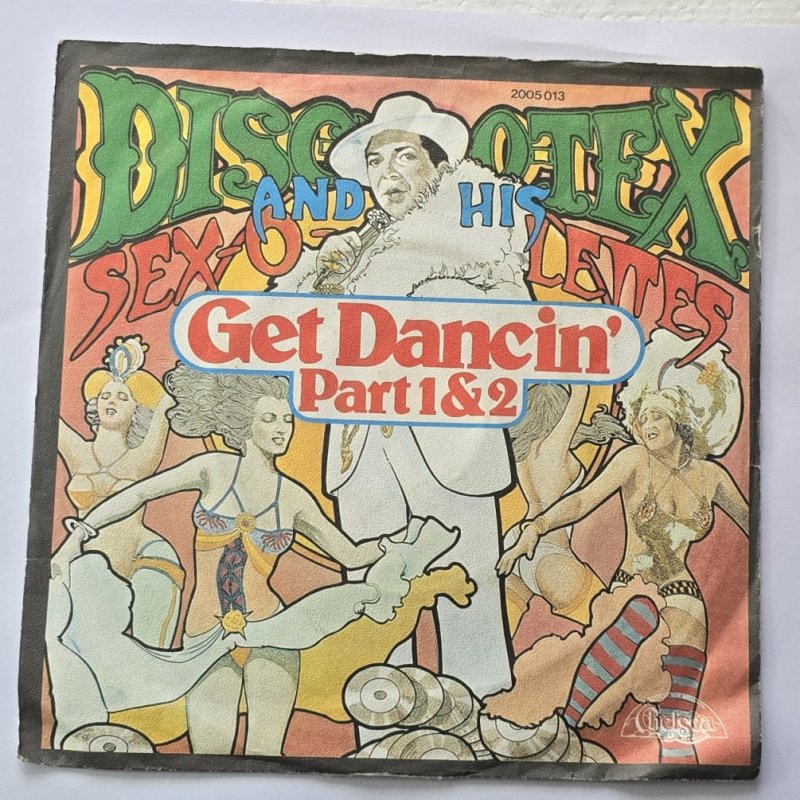 2005 013
DISCO-TEX
AND HIS
SEX-O-LETTES
Get Dancin'
Part 1 & 2
Chelsea